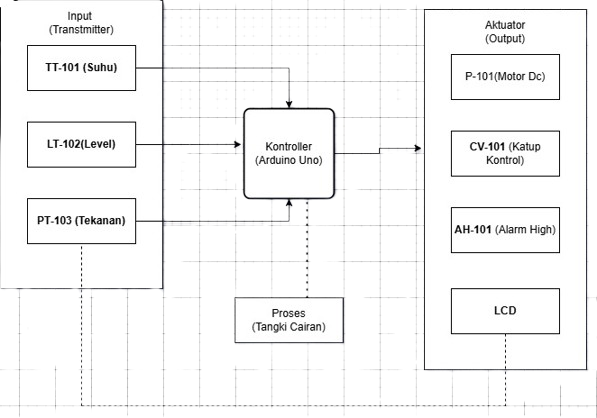 Input
(Transtmitter)
TT-101 (Suhu)
LT-102(Level)
PT-103 (Tekanan)
Kontroller
(Arduino Uno)
Proses
(Tangki Cairan)
Aktuator
(Output)
P-101(Motor Dc)
CV-101 (Katup
Kontrol)
AH-101 (Alarm High)
LCD